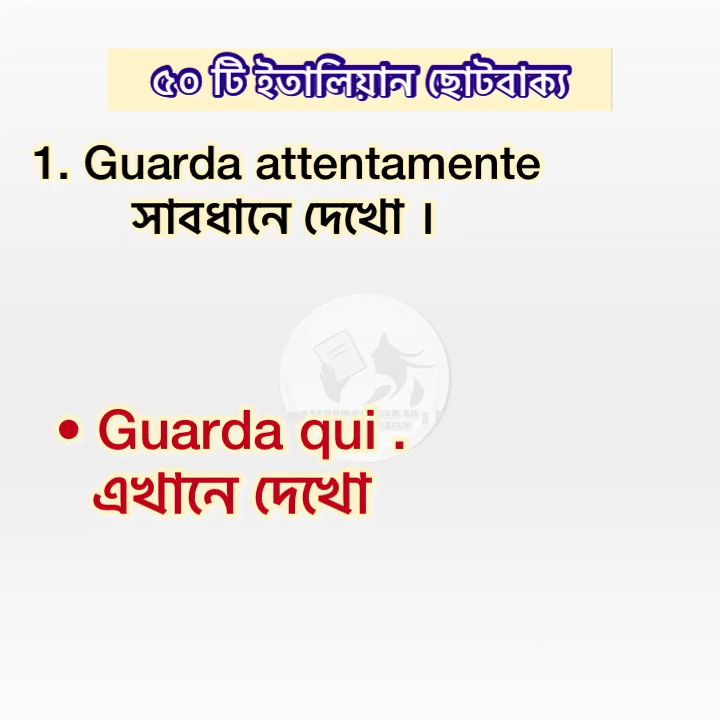 ৫০ টি ইতালিয়ান ছোটবাক্য
1. Guarda attentamente
সাবধানে দেখো ।
• Guarda qui .
এখানে দেখো